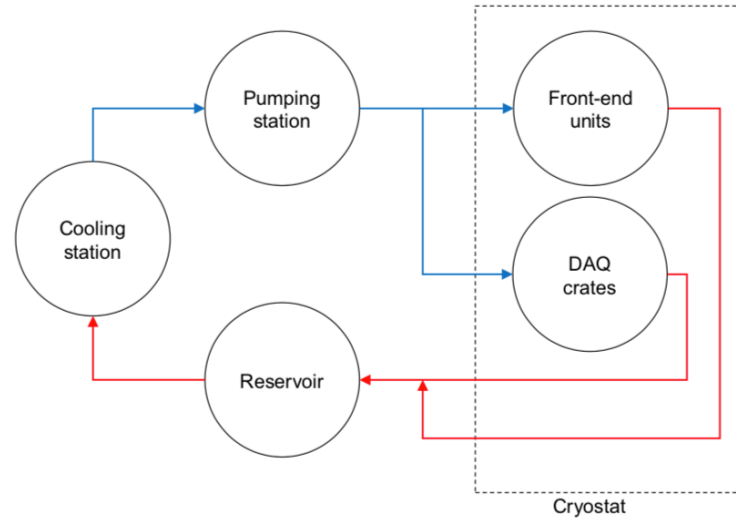 Pumping
station
Front-end
units
Cooling
station
DAQ
crates
Reservoir
Cryostat